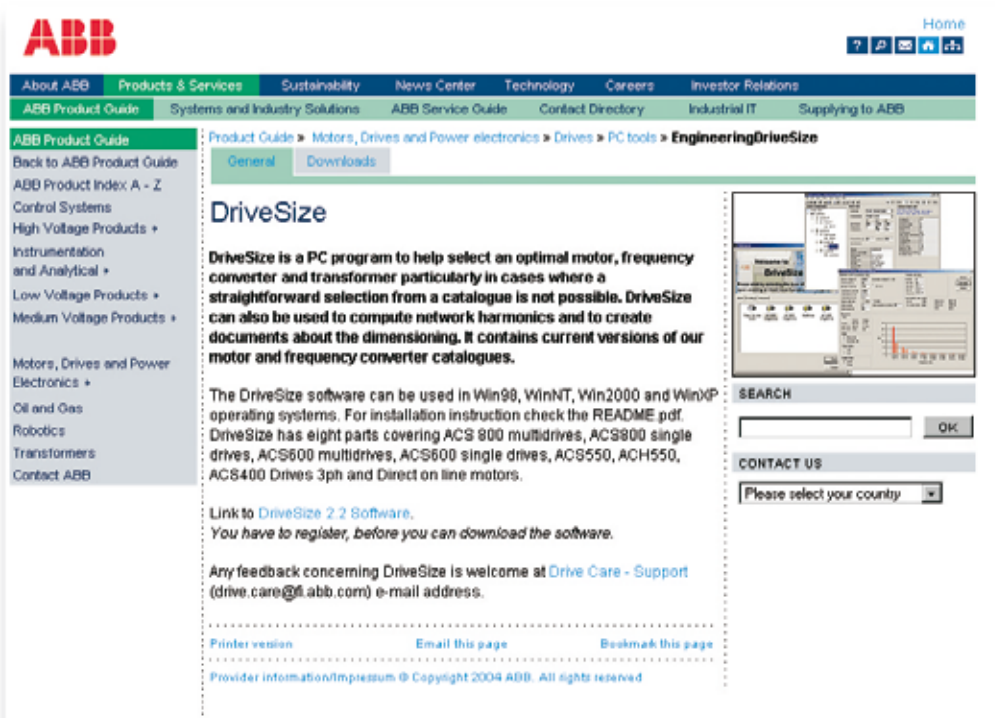 ABB
Home
About ABB Products & Services Sustainability News Center Technology Careers Investor Relations
ABB Product Guide Systems and Industry Solutions ABB Service Guide Contact Directory Industrial IT Supplying to ABB
ABB Product Guide
Back to ABB Product Guide
ABB Product Index A - Z
Control Systems
High Voltage Products +
Instrumentation
and Analytical +
Low Voltage Products +
Medium Voltage Products +
Motors, Drives and Power
Electronics +
Oil and Gas
Robotics
Transformers
Contact ABB
Product Guide » Motors, Drives and Power electronics » Drives » PC tools » EngineeringDriveSize
General Downloads
DriveSize
DriveSize is a PC program to help select an optimal motor, frequency
converter and transformer particularly in cases where a
straightforward selection from a catalogue is not possible. DriveSize
can also be used to compute network harmonics and to create
documents about the dimensioning. It contains current versions of our
motor and frequency converter catalogues.
The DriveSize software can be used in Win98, WinNT, Win2000 and WinXP
operating systems. For installation instruction check the README.pdf.
DriveSize has eight parts covering ACS 800 multidrives, ACS800 single
drives, ACS600 multidrives, ACS600 single drives, ACS550, ACH550,
ACS400 Drives 3ph and Direct on line motors.
Link to DriveSize 2.2 Software.
You have to register, before you can download the software.
Any feedback concerning DriveSize is welcome at Drive Care - Support
(drive.care@fi.abb.com) e-mail address.
Printer version Email this page Bookmark this page
Provider information/Impressum © Copyright 2004 ABB. All rights reserved
Welcome to
DriveSize
SEARCH
OK
CONTACT US
Please select your country